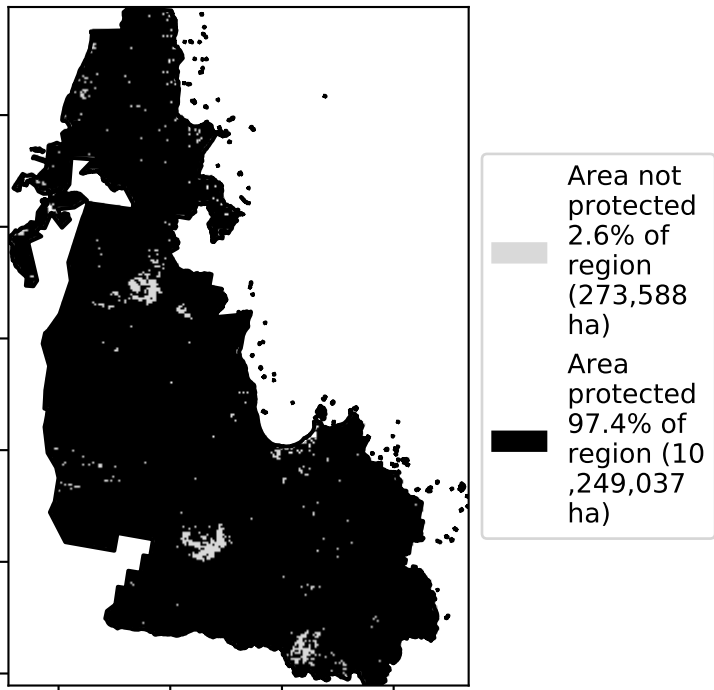 Area not
protected
2.6% of
region
(273,588
ha)
Area
protected
97.4% of
region (10
,249,037
ha)